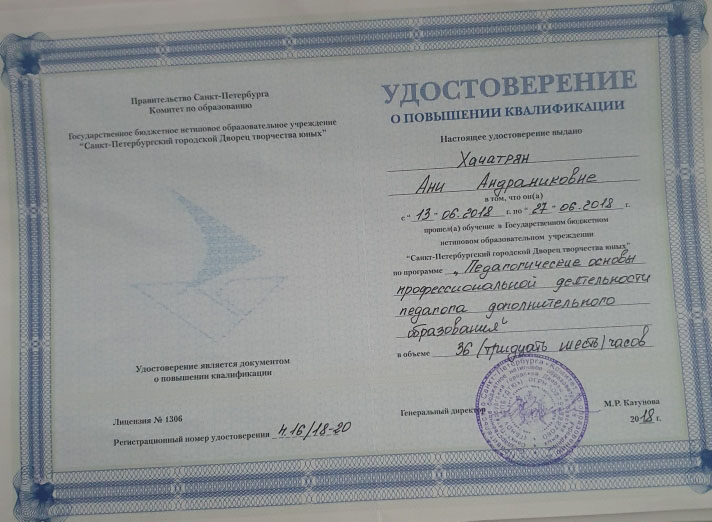 Правительство Санкт-Петербурга
Комитет по образованию
Государственное бюджетное нетиповое образовательное учреждение
"Санкт-Петербургский городской Дворец творчества юных"
Удостоверение является документом
о повышении квалификации
Лицензия № 1306
Регистрационный номер удостоверения ч.16/18-20
УДОСТОВЕРЕНИЕ
О ПОВЫШЕНИИ КВАЛИФИКАЦИИ
Настоящее удостоверение выдано
Хачатрян
Ани Андраниковне
в том, что он(а)
с "13-06.2018 г. по "27-06.2018 г.
прошел(а) обучение в Государственном бюджетном
нетиповом образовательном учреждении
"Санкт-Петербургский городской Дворец творчества юных"
по программе „Педагогические основы
профессиональной деятельности
педагога дополнительного
образования"
в объеме 36 (тридцать шесть) часов
Генеральный директор М.Р. Катунова
2018 г.